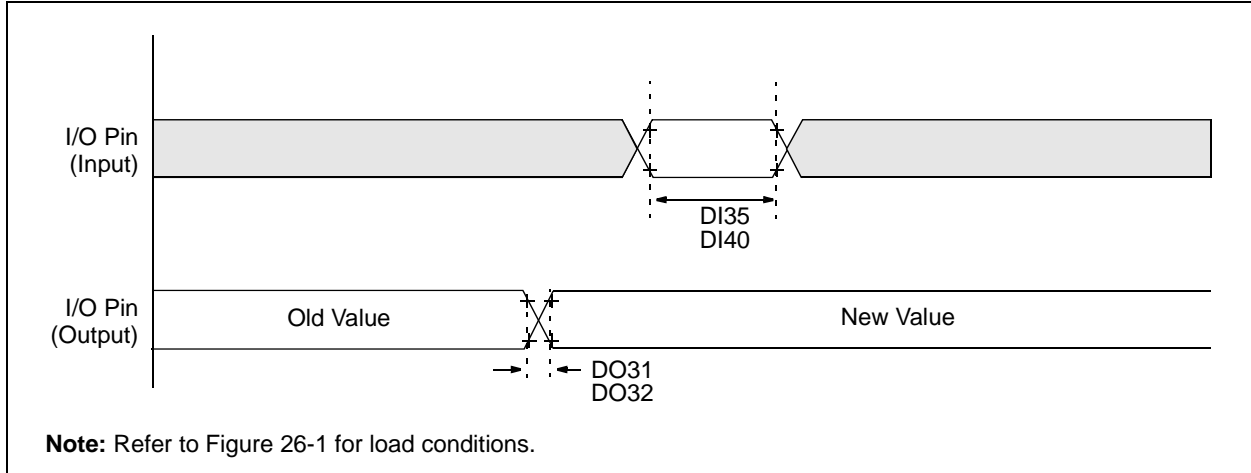 I/O Pin
(Input)
DI35
DI40
I/O Pin
(Output)
Old Value
New Value
DO31
DO32
Note: Refer to Figure 26-1 for load conditions.